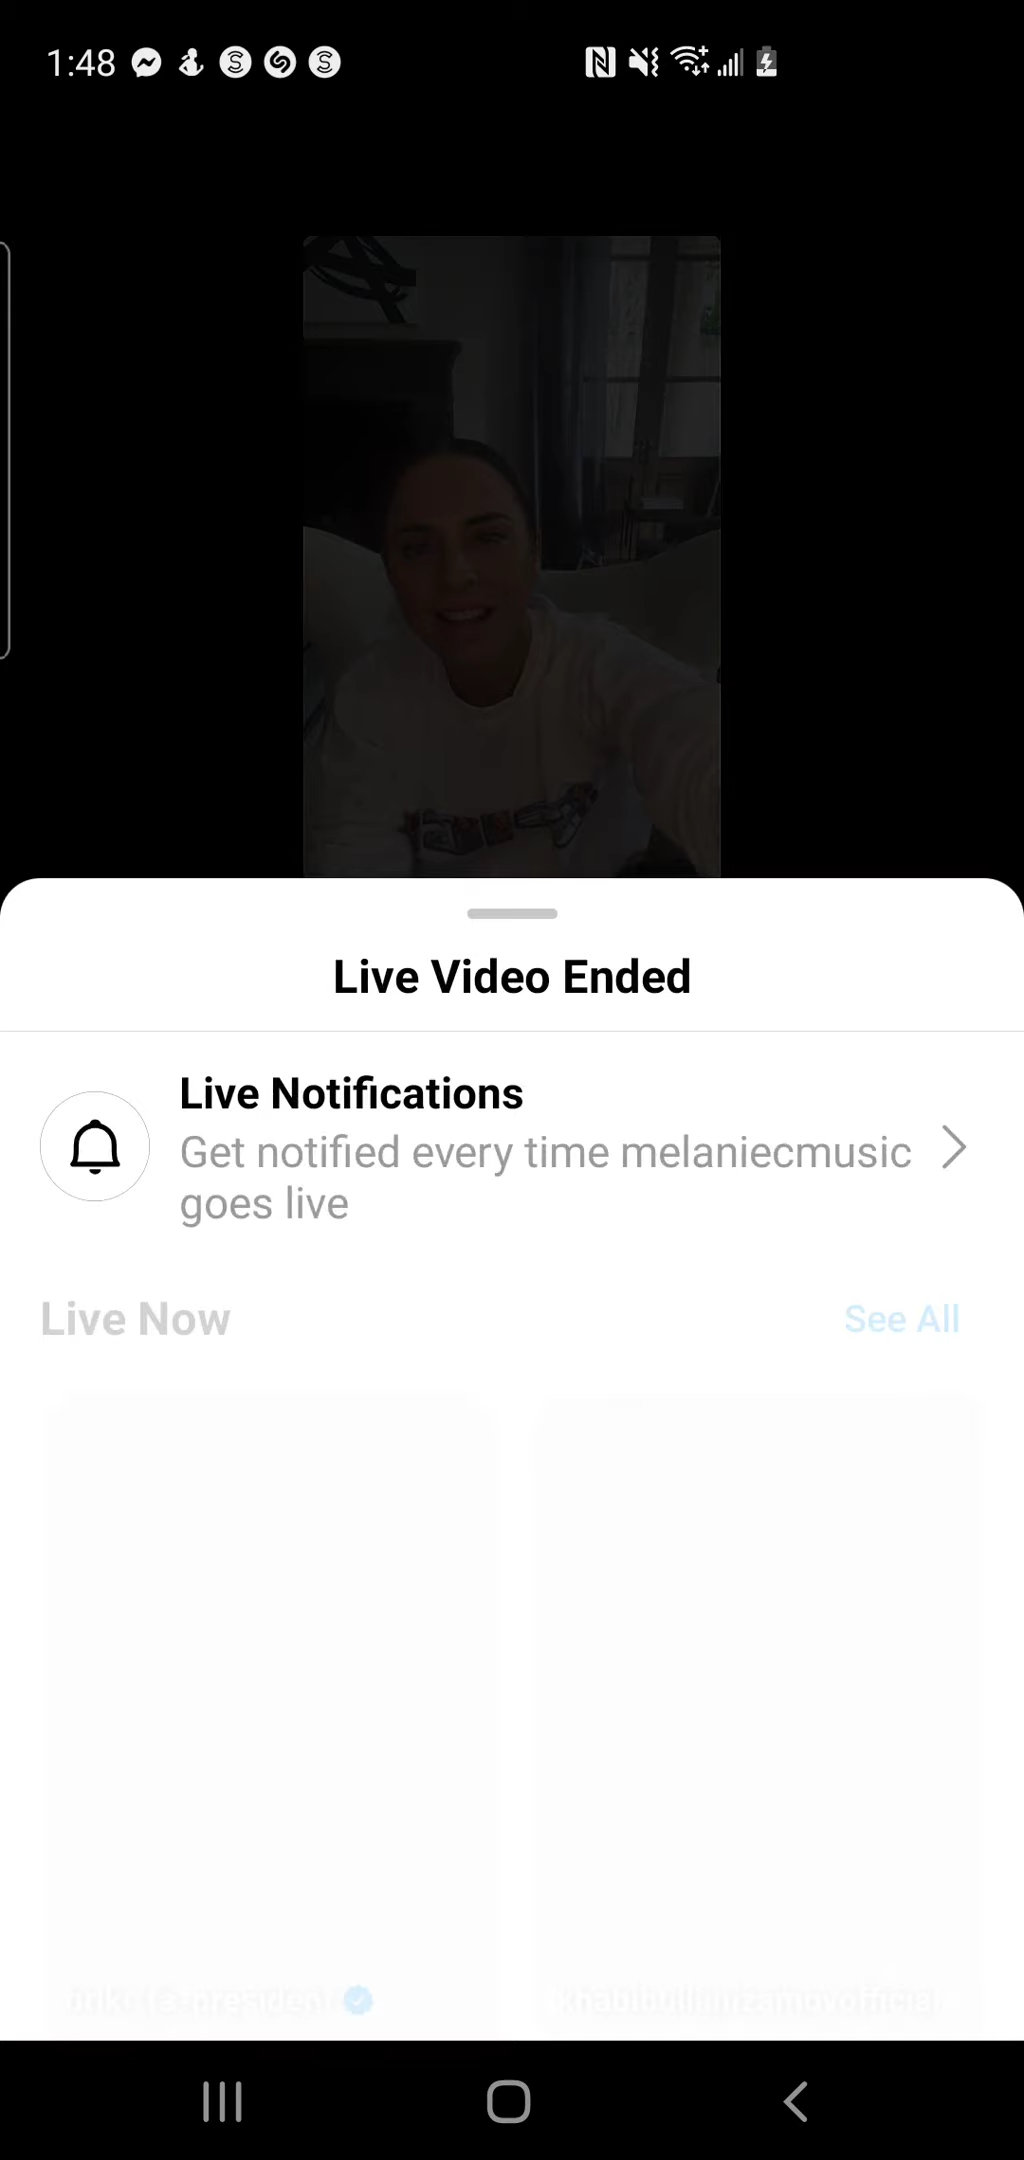 1:48
Live Video Ended
Live Notifications
Get notified every time melaniecmusic
goes live
Live Now
See All